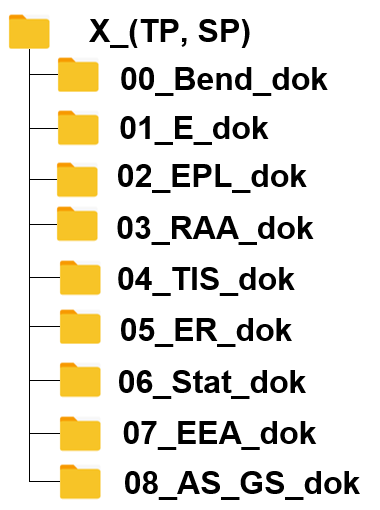 X_(TP, SP)
00_Bend_dok
01_E_dok
02_EPL_dok
03_RAA_dok
04_TIS_dok
05_ER_dok
06_Stat_dok
07_EEA_dok
08_AS_GS_dok